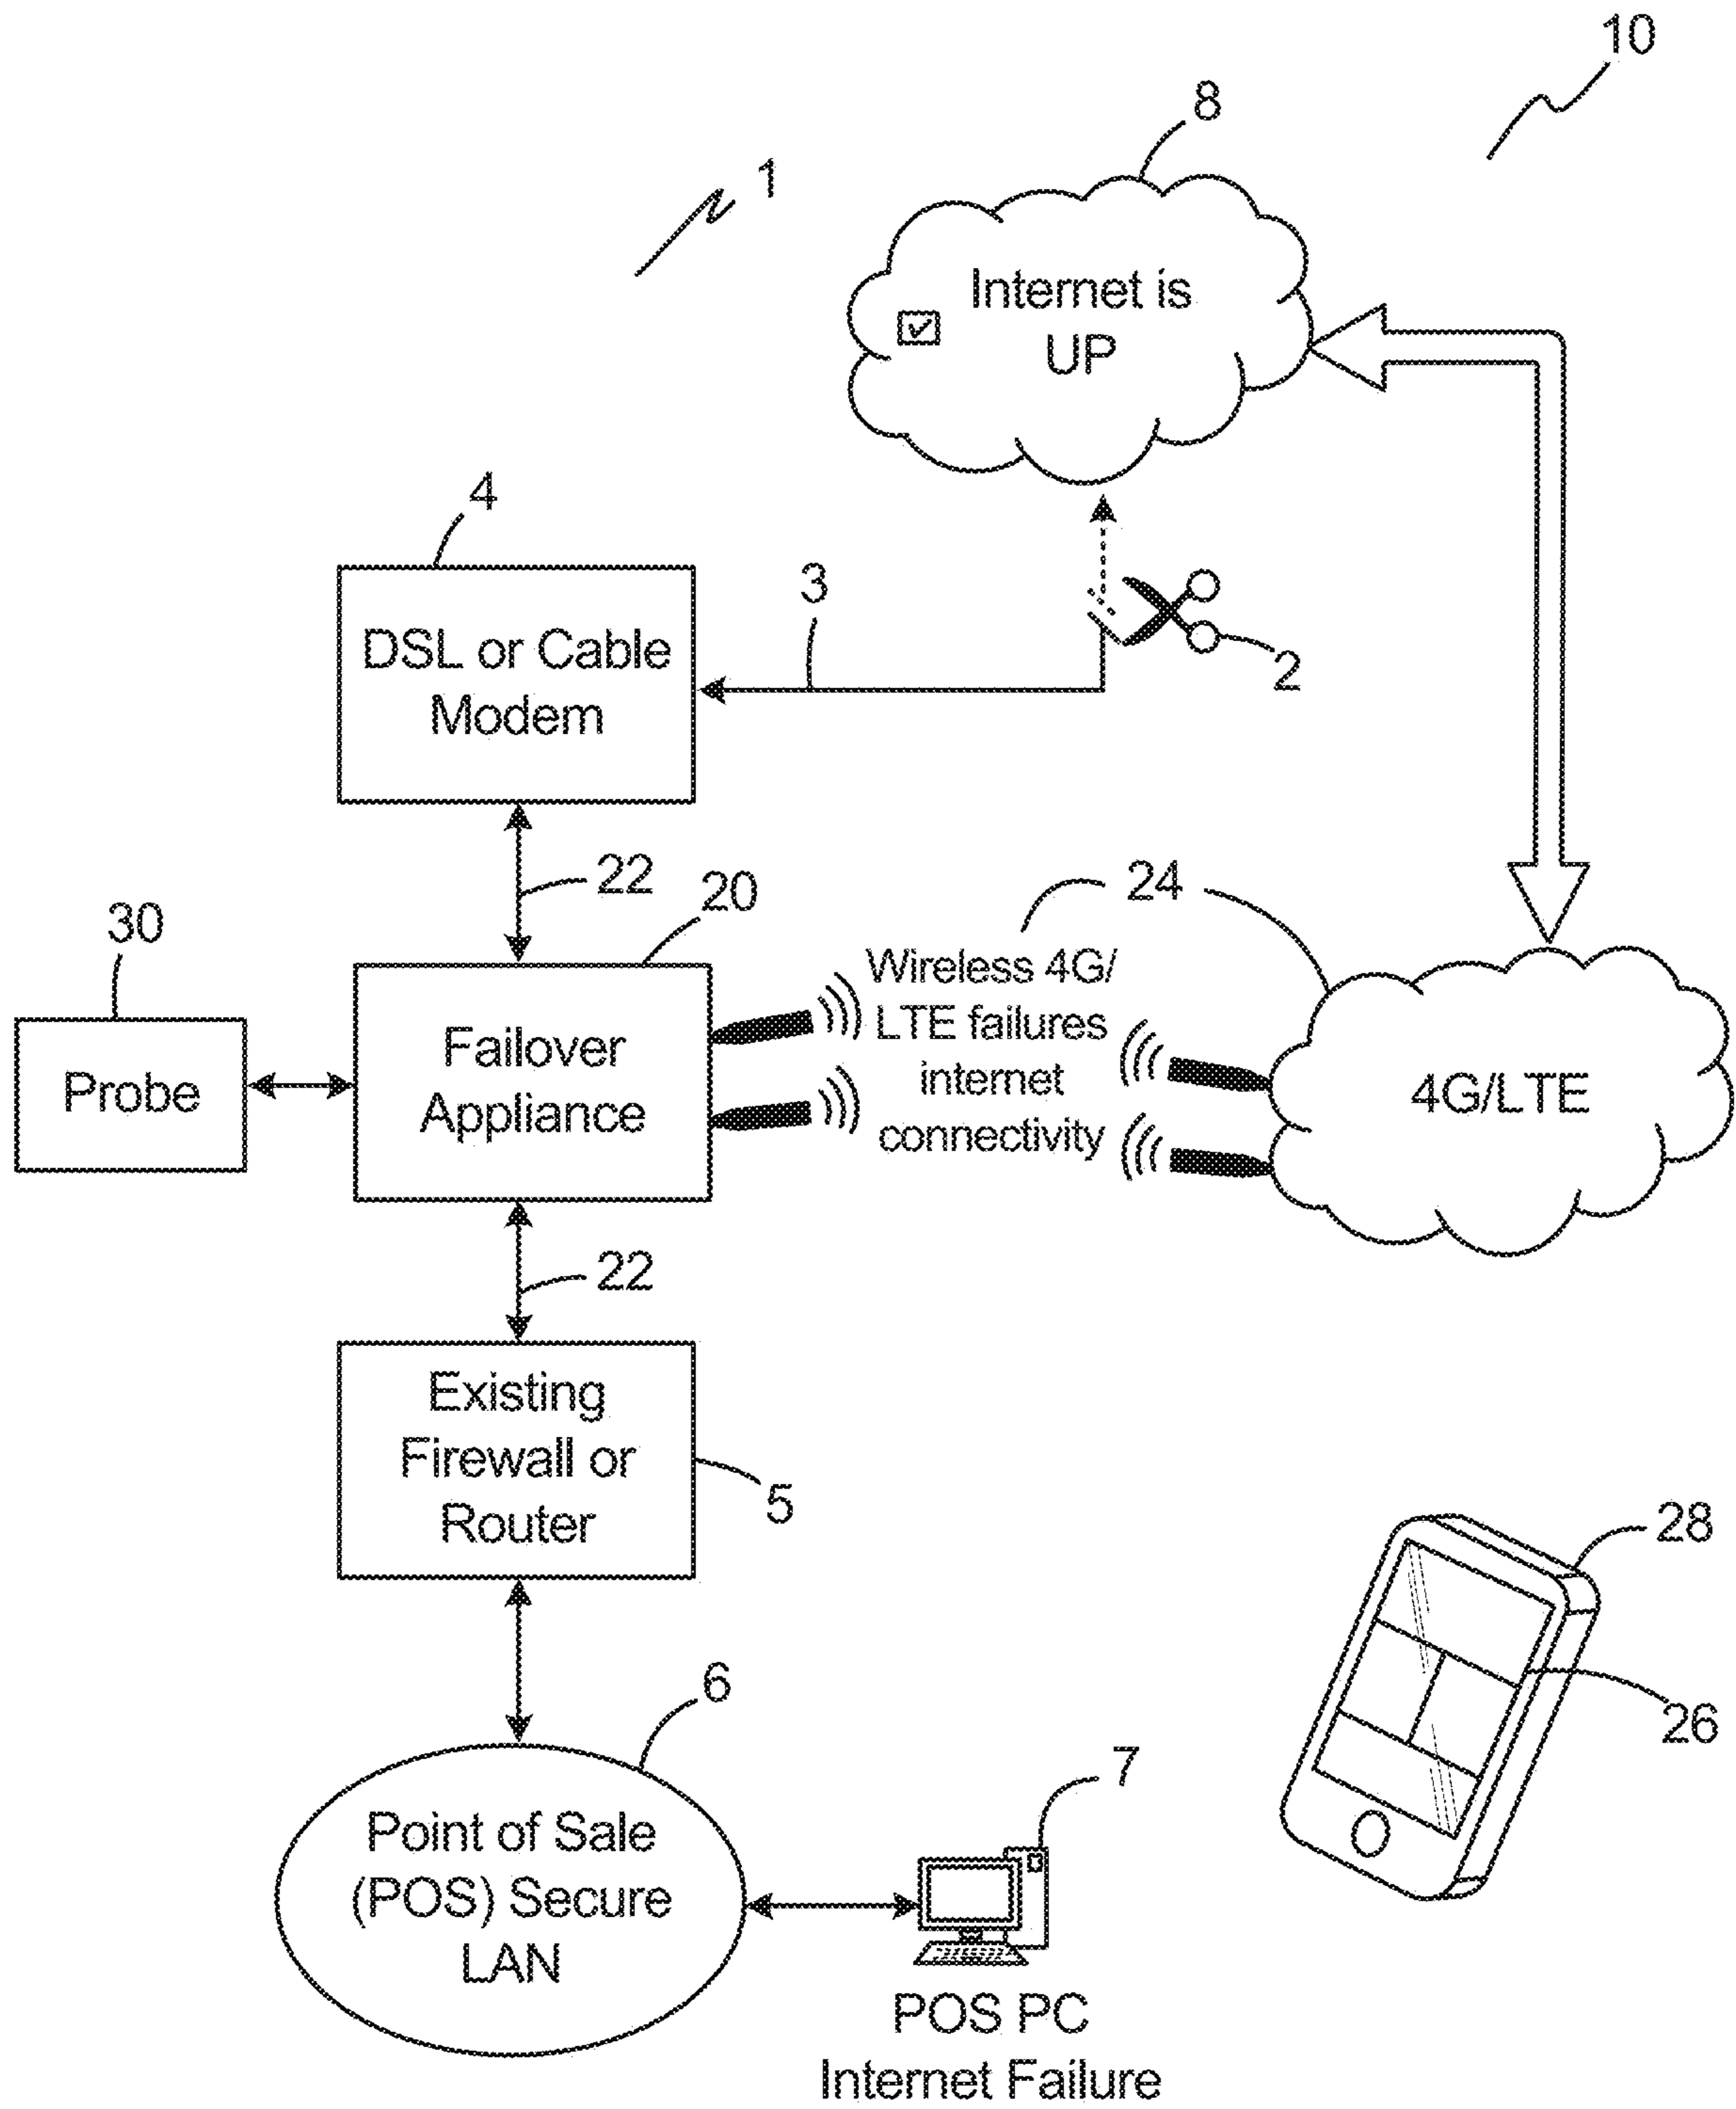 10
8
1
Internet is
UP
4
3
DSL or Cable
Modem
2
22
20
24
30
Wireless 4G/
LTE failures
internet
connectivity
Failover
Appliance
Probe
4G/LTE
22
Existing
Firewall or
Router
5
28
26
6
7
Point of Sale
(POS) Secure
LAN
POS PC
Internet Failure